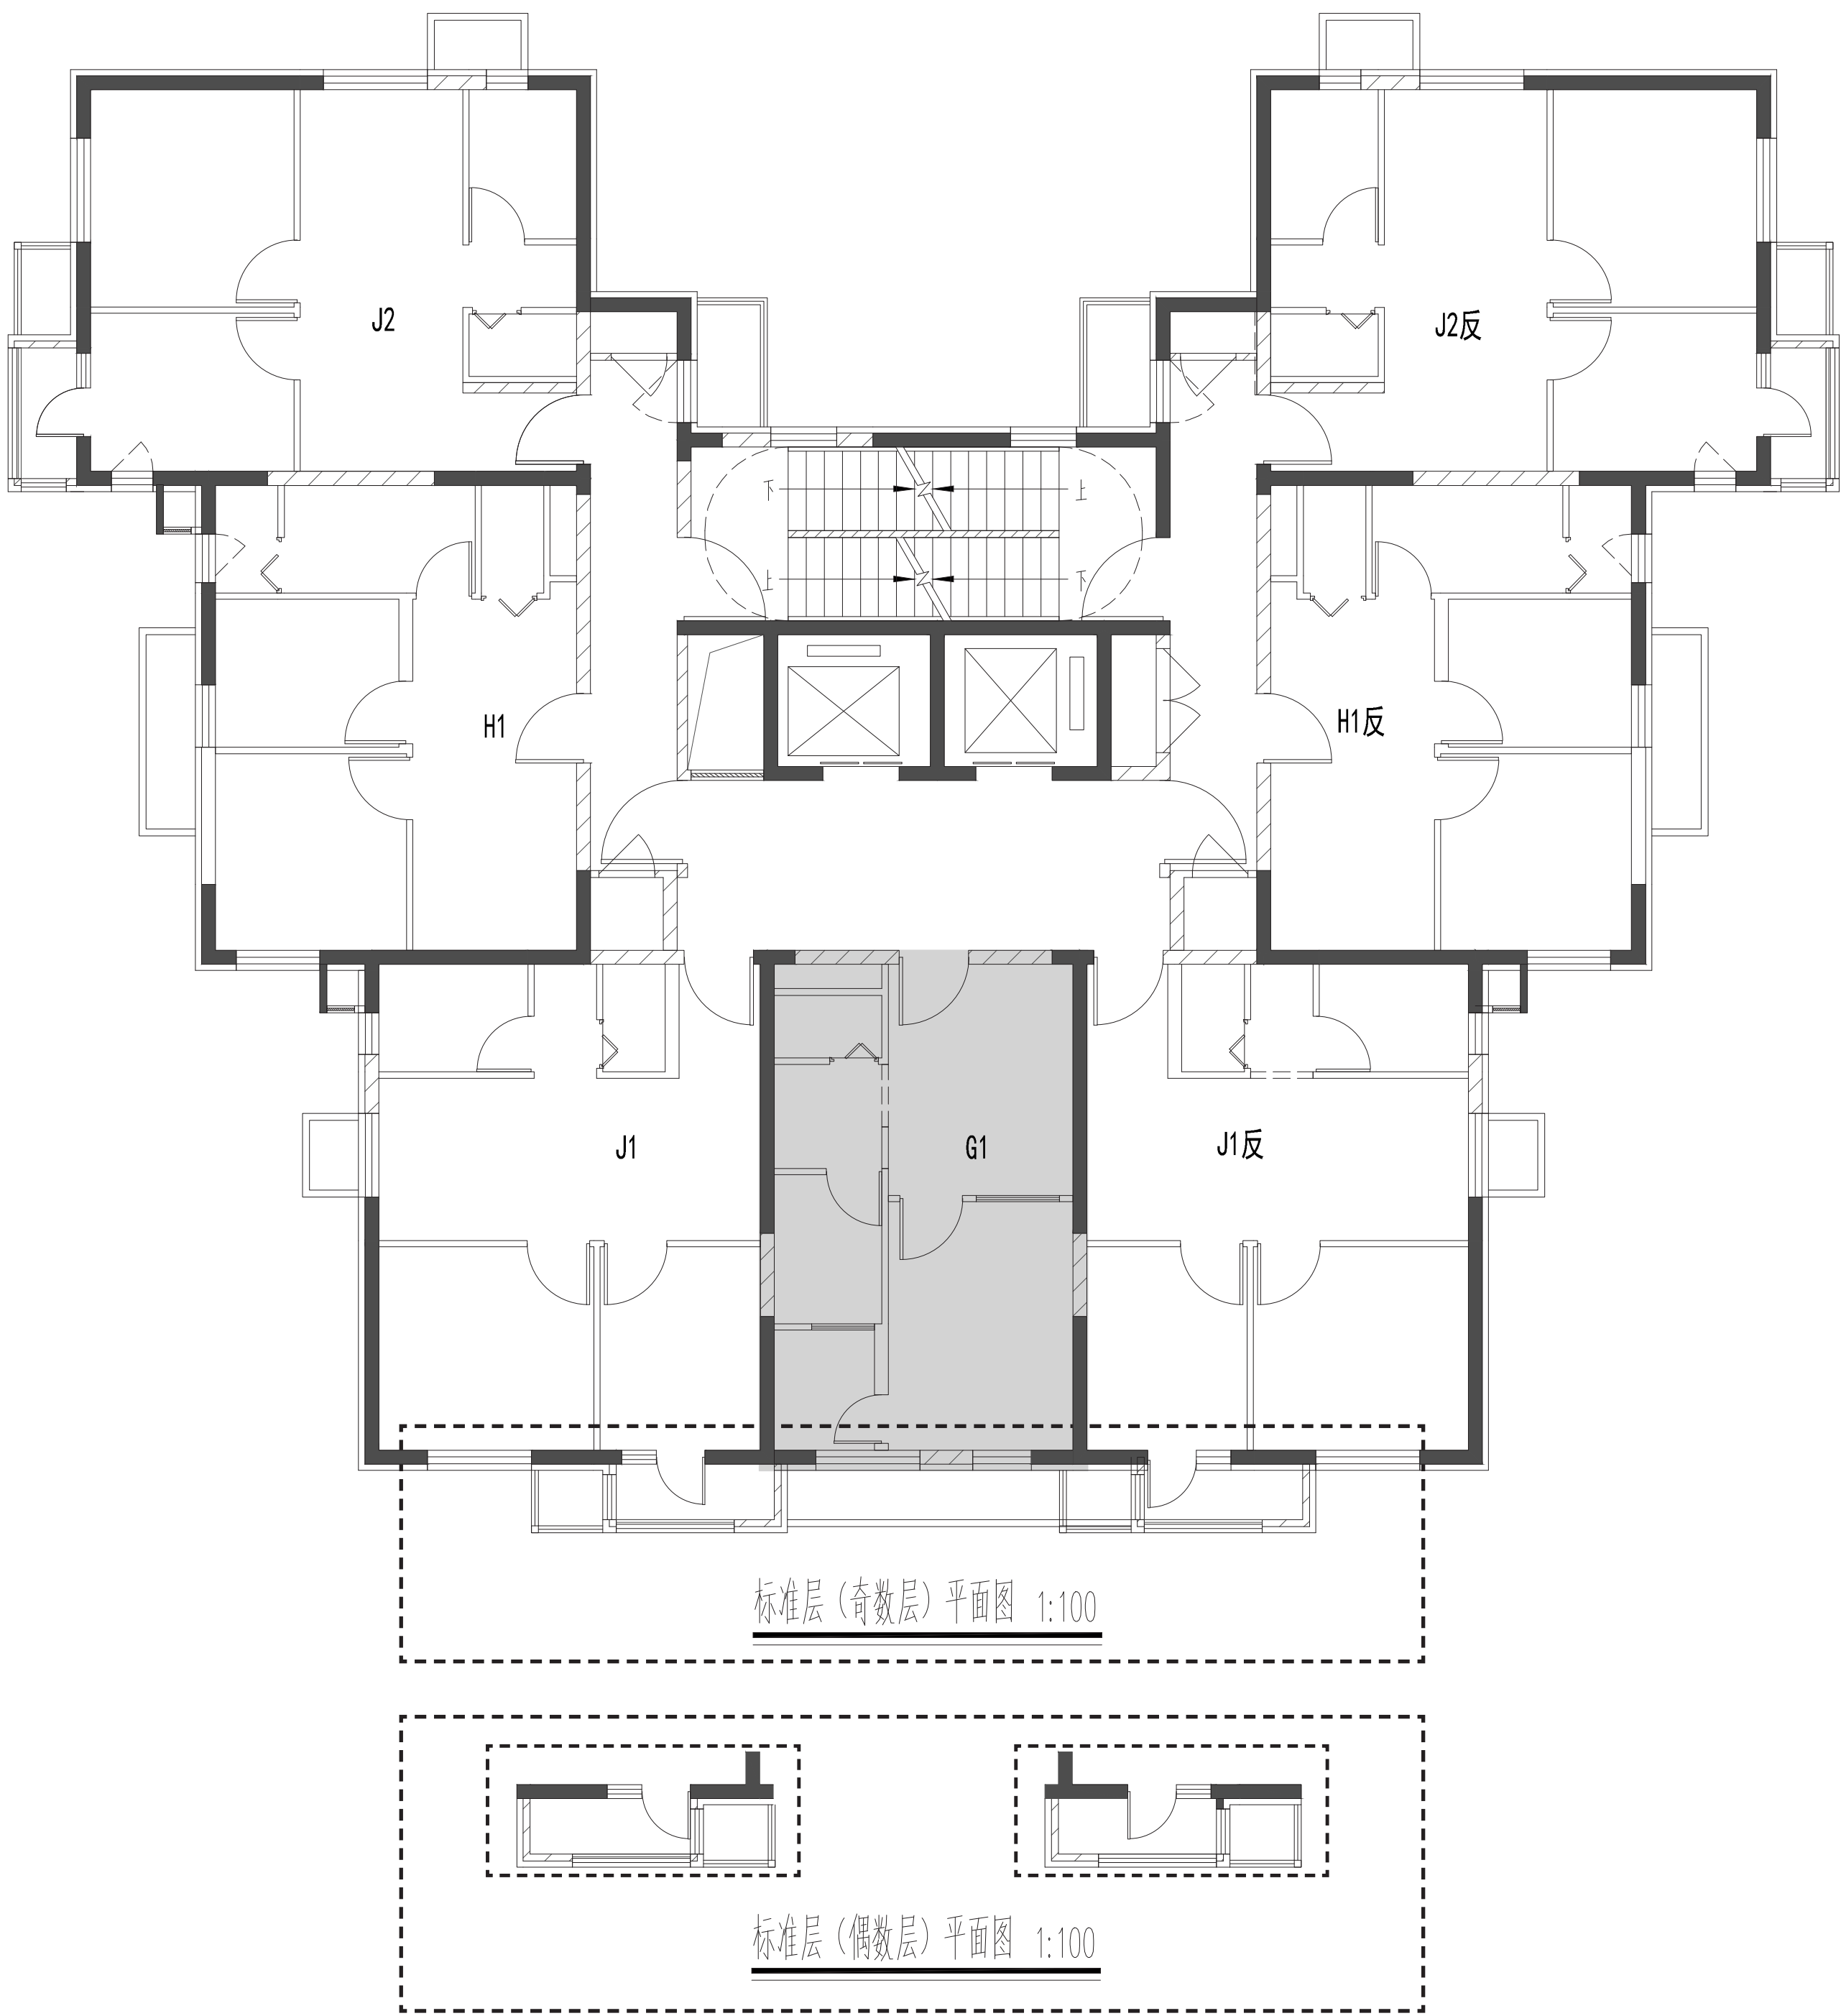 J2
J2反
下
上
上
下
H1
H1反
J1
G1
J1反
标准层(奇数层)平面图 1:100
标准层(偶数层)平面图 1:100